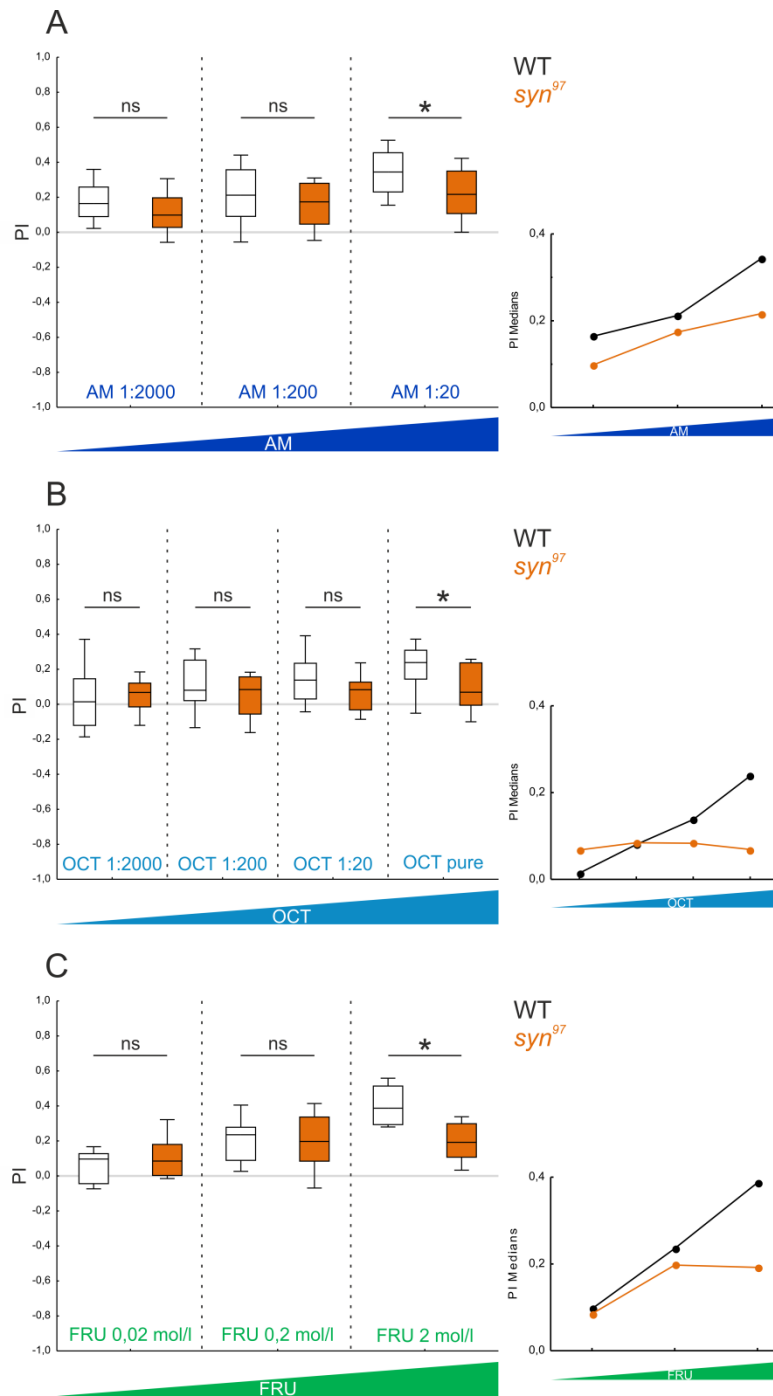 A
1,0
0,8
0,6
0,4
0,2
0,0
-0,2
-0,4
-0,6
-0,8
-1,0
PI
ns
ns
*
AM 1:2000
AM 1:200
AM 1:20
AM
WT
syn97
0,4
0,2
0,0
PI Medians
AM
B
1,0
0,8
0,6
0,4
0,2
0,0
-0,2
-0,4
-0,6
-0,8
-1,0
PI
ns
ns
ns
*
OCT 1:2000
OCT 1:200
OCT 1:20
OCT pure
OCT
WT
syn97
0,4
0,2
0,0
PI Medians
OCT
C
1,0
0,8
0,6
0,4
0,2
0,0
-0,2
-0,4
-0,6
-0,8
-1,0
PI
ns
ns
*
FRU 0,02 mol/l
FRU 0,2 mol/l
FRU 2 mol/l
FRU
WT
syn97
0,4
0,2
0,0
PI Medians
FRU